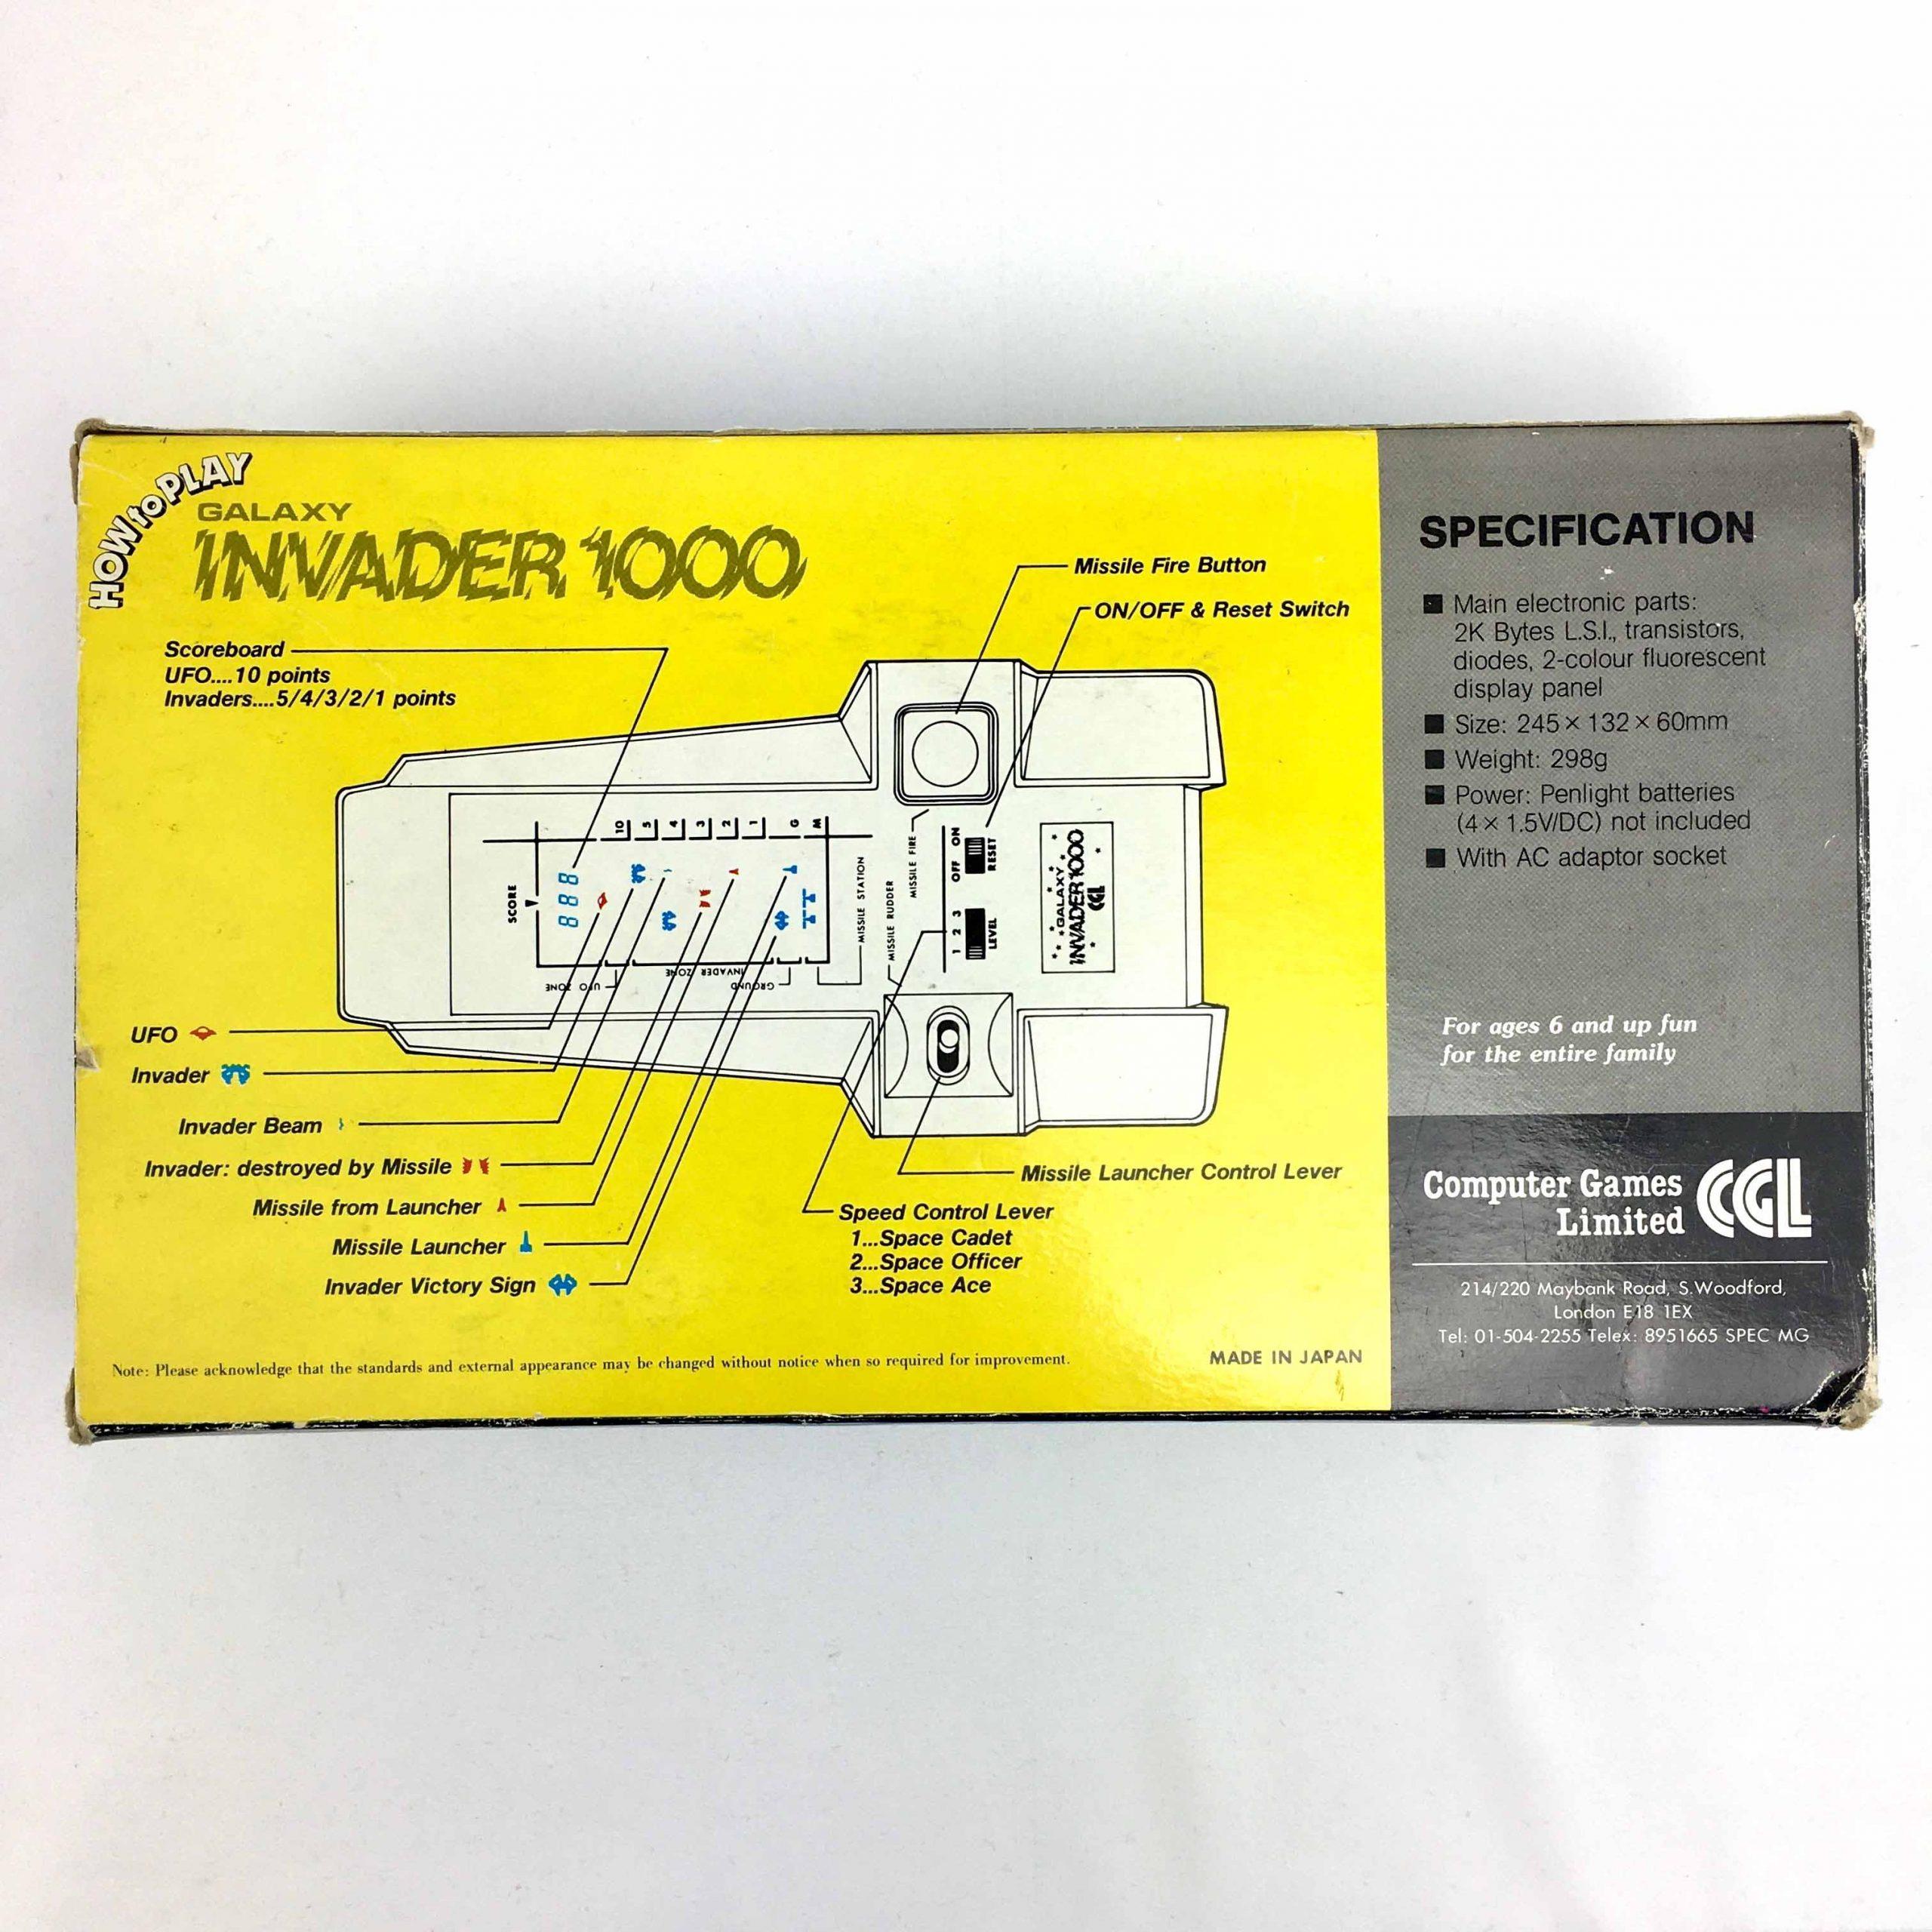 HOW to PLAY
GALAXY
INVADER 1000
Scoreboard
UFO....10 points
Invaders....5/4/3/2/1 points
Missile Fire Button
ON/OFF & Reset Switch
SCORE
888
10 5 4 3 2 1 G M
UFO ZONE
INVADER ZONE
GROUND
MISSILE STATION
MISSILE RUDDER
MISSILE FIRE
OFF ON
RESET
1 2 3
LEVEL
GALAXY
INVADER 1000
CGL
UFO
Invader
Invader Beam
Invader: destroyed by Missile
Missile from Launcher
Missile Launcher
Invader Victory Sign
Missile Launcher Control Lever
Speed Control Lever
1...Space Cadet
2...Space Officer
3...Space Ace
Note: Please acknowledge that the standards and external appearance may be changed without notice when so required for improvement.
MADE IN JAPAN
SPECIFICATION
■ Main electronic parts:
2K Bytes L.S.I., transistors,
diodes, 2-colour fluorescent
display panel
■ Size: 245 × 132 × 60mm
■ Weight: 298g
■ Power: Penlight batteries
(4 × 1.5V/DC) not included
■ With AC adaptor socket
For ages 6 and up fun
for the entire family
Computer Games
Limited
CGL
214/220 Maybank Road, S.Woodford,
London E18 1EX
Tel: 01-504-2255 Telex: 8951665 SPEC MG